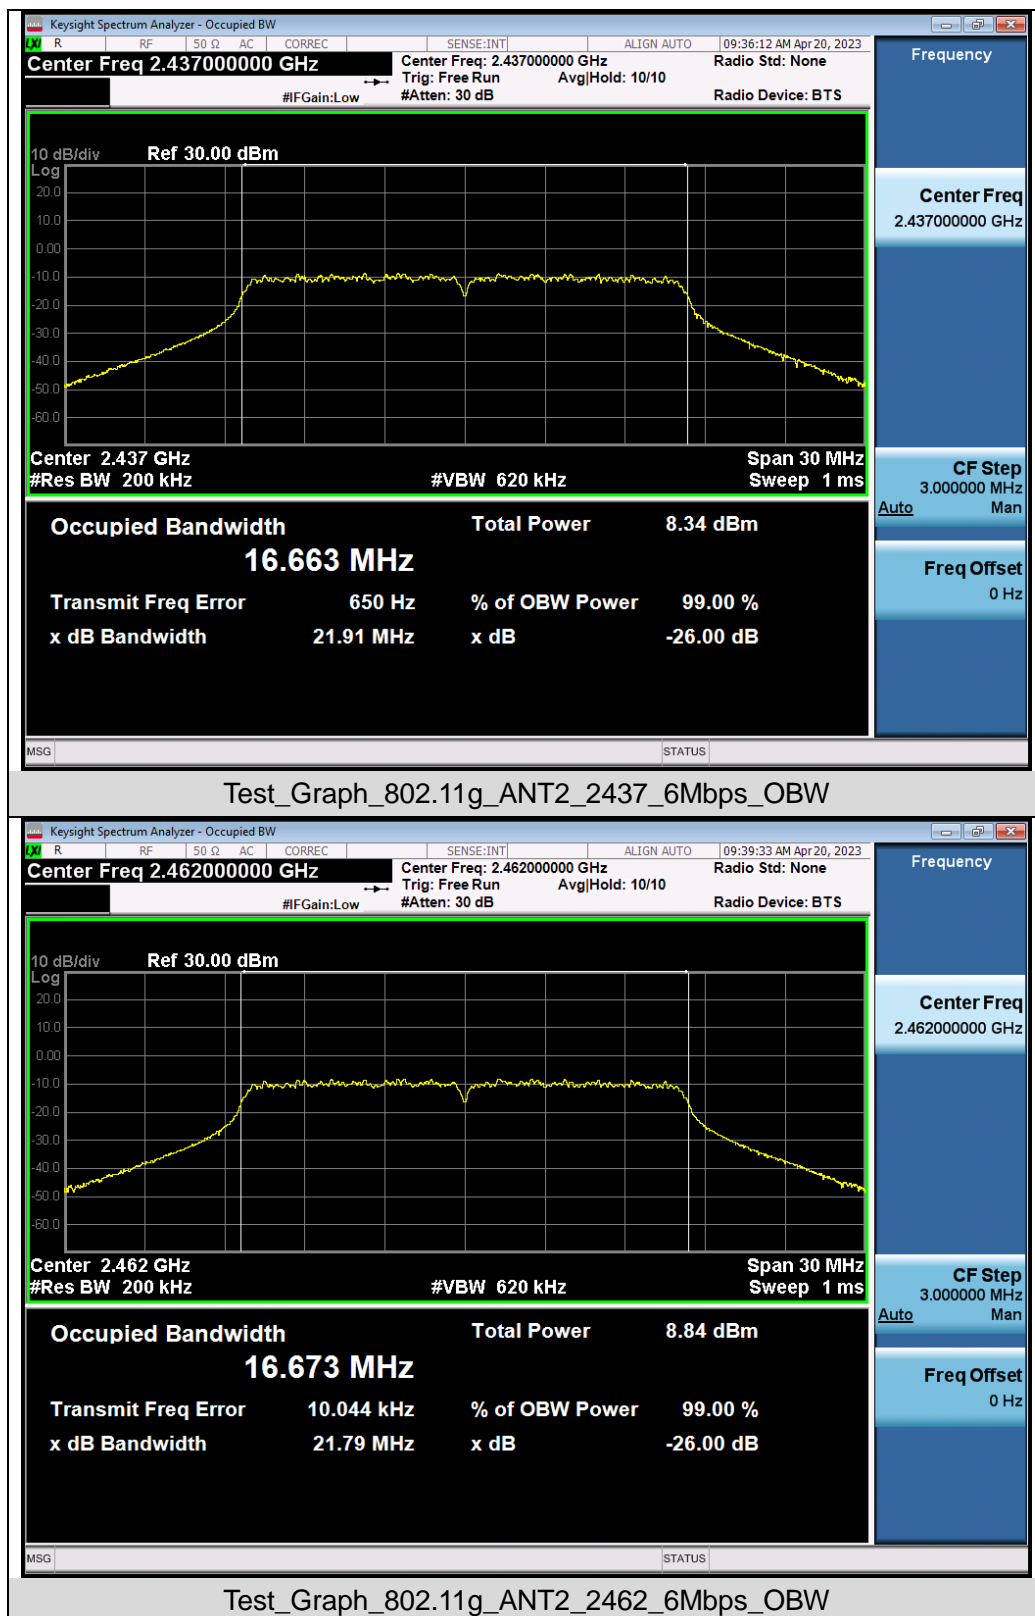 Keysight Spectrum Analyzer - Occupied BW
LXI R RF 50 Ω AC CORREC SENSE:INT ALIGN AUTO 09:36:12 AM Apr 20, 2023
Center Freq 2.437000000 GHz
Center Freq: 2.437000000 GHz Radio Std: None
Trig: Free Run Avg|Hold: 10/10
#IFGain:Low #Atten: 30 dB Radio Device: BTS
Frequency
10 dB/div Ref 30.00 dBm
Log
20.0
10.0
0.00
-10.0
-20.0
-30.0
-40.0
-50.0
-60.0
Center 2.437 GHz Span 30 MHz
#Res BW 200 kHz #VBW 620 kHz Sweep 1 ms
Center Freq
2.437000000 GHz
CF Step
3.000000 MHz
Auto Man
Freq Offset
0 Hz
Occupied Bandwidth Total Power 8.34 dBm
16.663 MHz
Transmit Freq Error 650 Hz % of OBW Power 99.00 %
x dB Bandwidth 21.91 MHz x dB -26.00 dB
MSG STATUS
Test_Graph_802.11g_ANT2_2437_6Mbps_OBW
Keysight Spectrum Analyzer - Occupied BW
LXI R RF 50 Ω AC CORREC SENSE:INT ALIGN AUTO 09:39:33 AM Apr 20, 2023
Center Freq 2.462000000 GHz
Center Freq: 2.462000000 GHz Radio Std: None
Trig: Free Run Avg|Hold: 10/10
#IFGain:Low #Atten: 30 dB Radio Device: BTS
Frequency
10 dB/div Ref 30.00 dBm
Log
20.0
10.0
0.00
-10.0
-20.0
-30.0
-40.0
-50.0
-60.0
Center 2.462 GHz Span 30 MHz
#Res BW 200 kHz #VBW 620 kHz Sweep 1 ms
Center Freq
2.462000000 GHz
CF Step
3.000000 MHz
Auto Man
Freq Offset
0 Hz
Occupied Bandwidth Total Power 8.84 dBm
16.673 MHz
Transmit Freq Error 10.044 kHz % of OBW Power 99.00 %
x dB Bandwidth 21.79 MHz x dB -26.00 dB
MSG STATUS
Test_Graph_802.11g_ANT2_2462_6Mbps_OBW